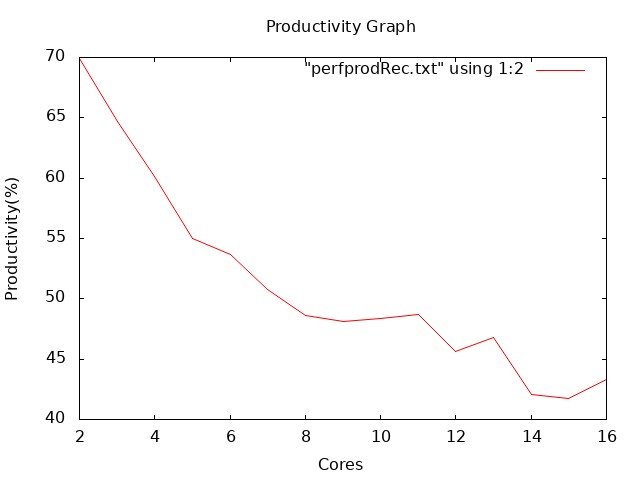 Productivity Graph
"perfprodRec.txt" using 1:2
Productivity(%)
70
65
60
55
50
45
40
2 4 6 8 10 12 14 16
Cores